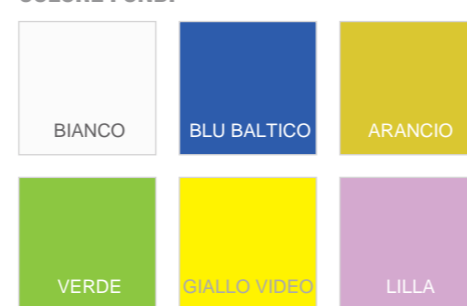 BIANCO
BLU BALTICO
ARANCIO
VERDE
GIALLO VIDEO
LILLA